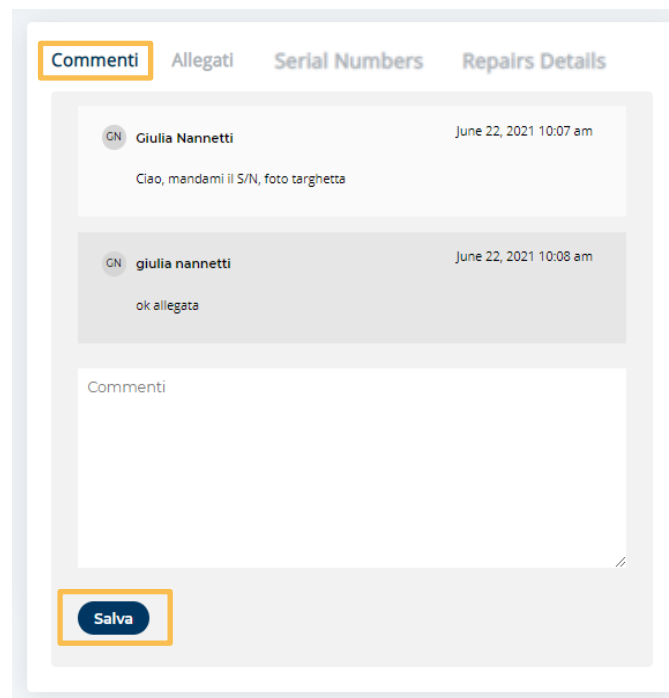 Commenti Allegati Serial Numbers Repairs Details
GN Giulia Nannetti June 22, 2021 10:07 am
Ciao, mandami il S/N, foto targhetta
GN giulia nannetti June 22, 2021 10:08 am
ok allegata
Commenti
Salva